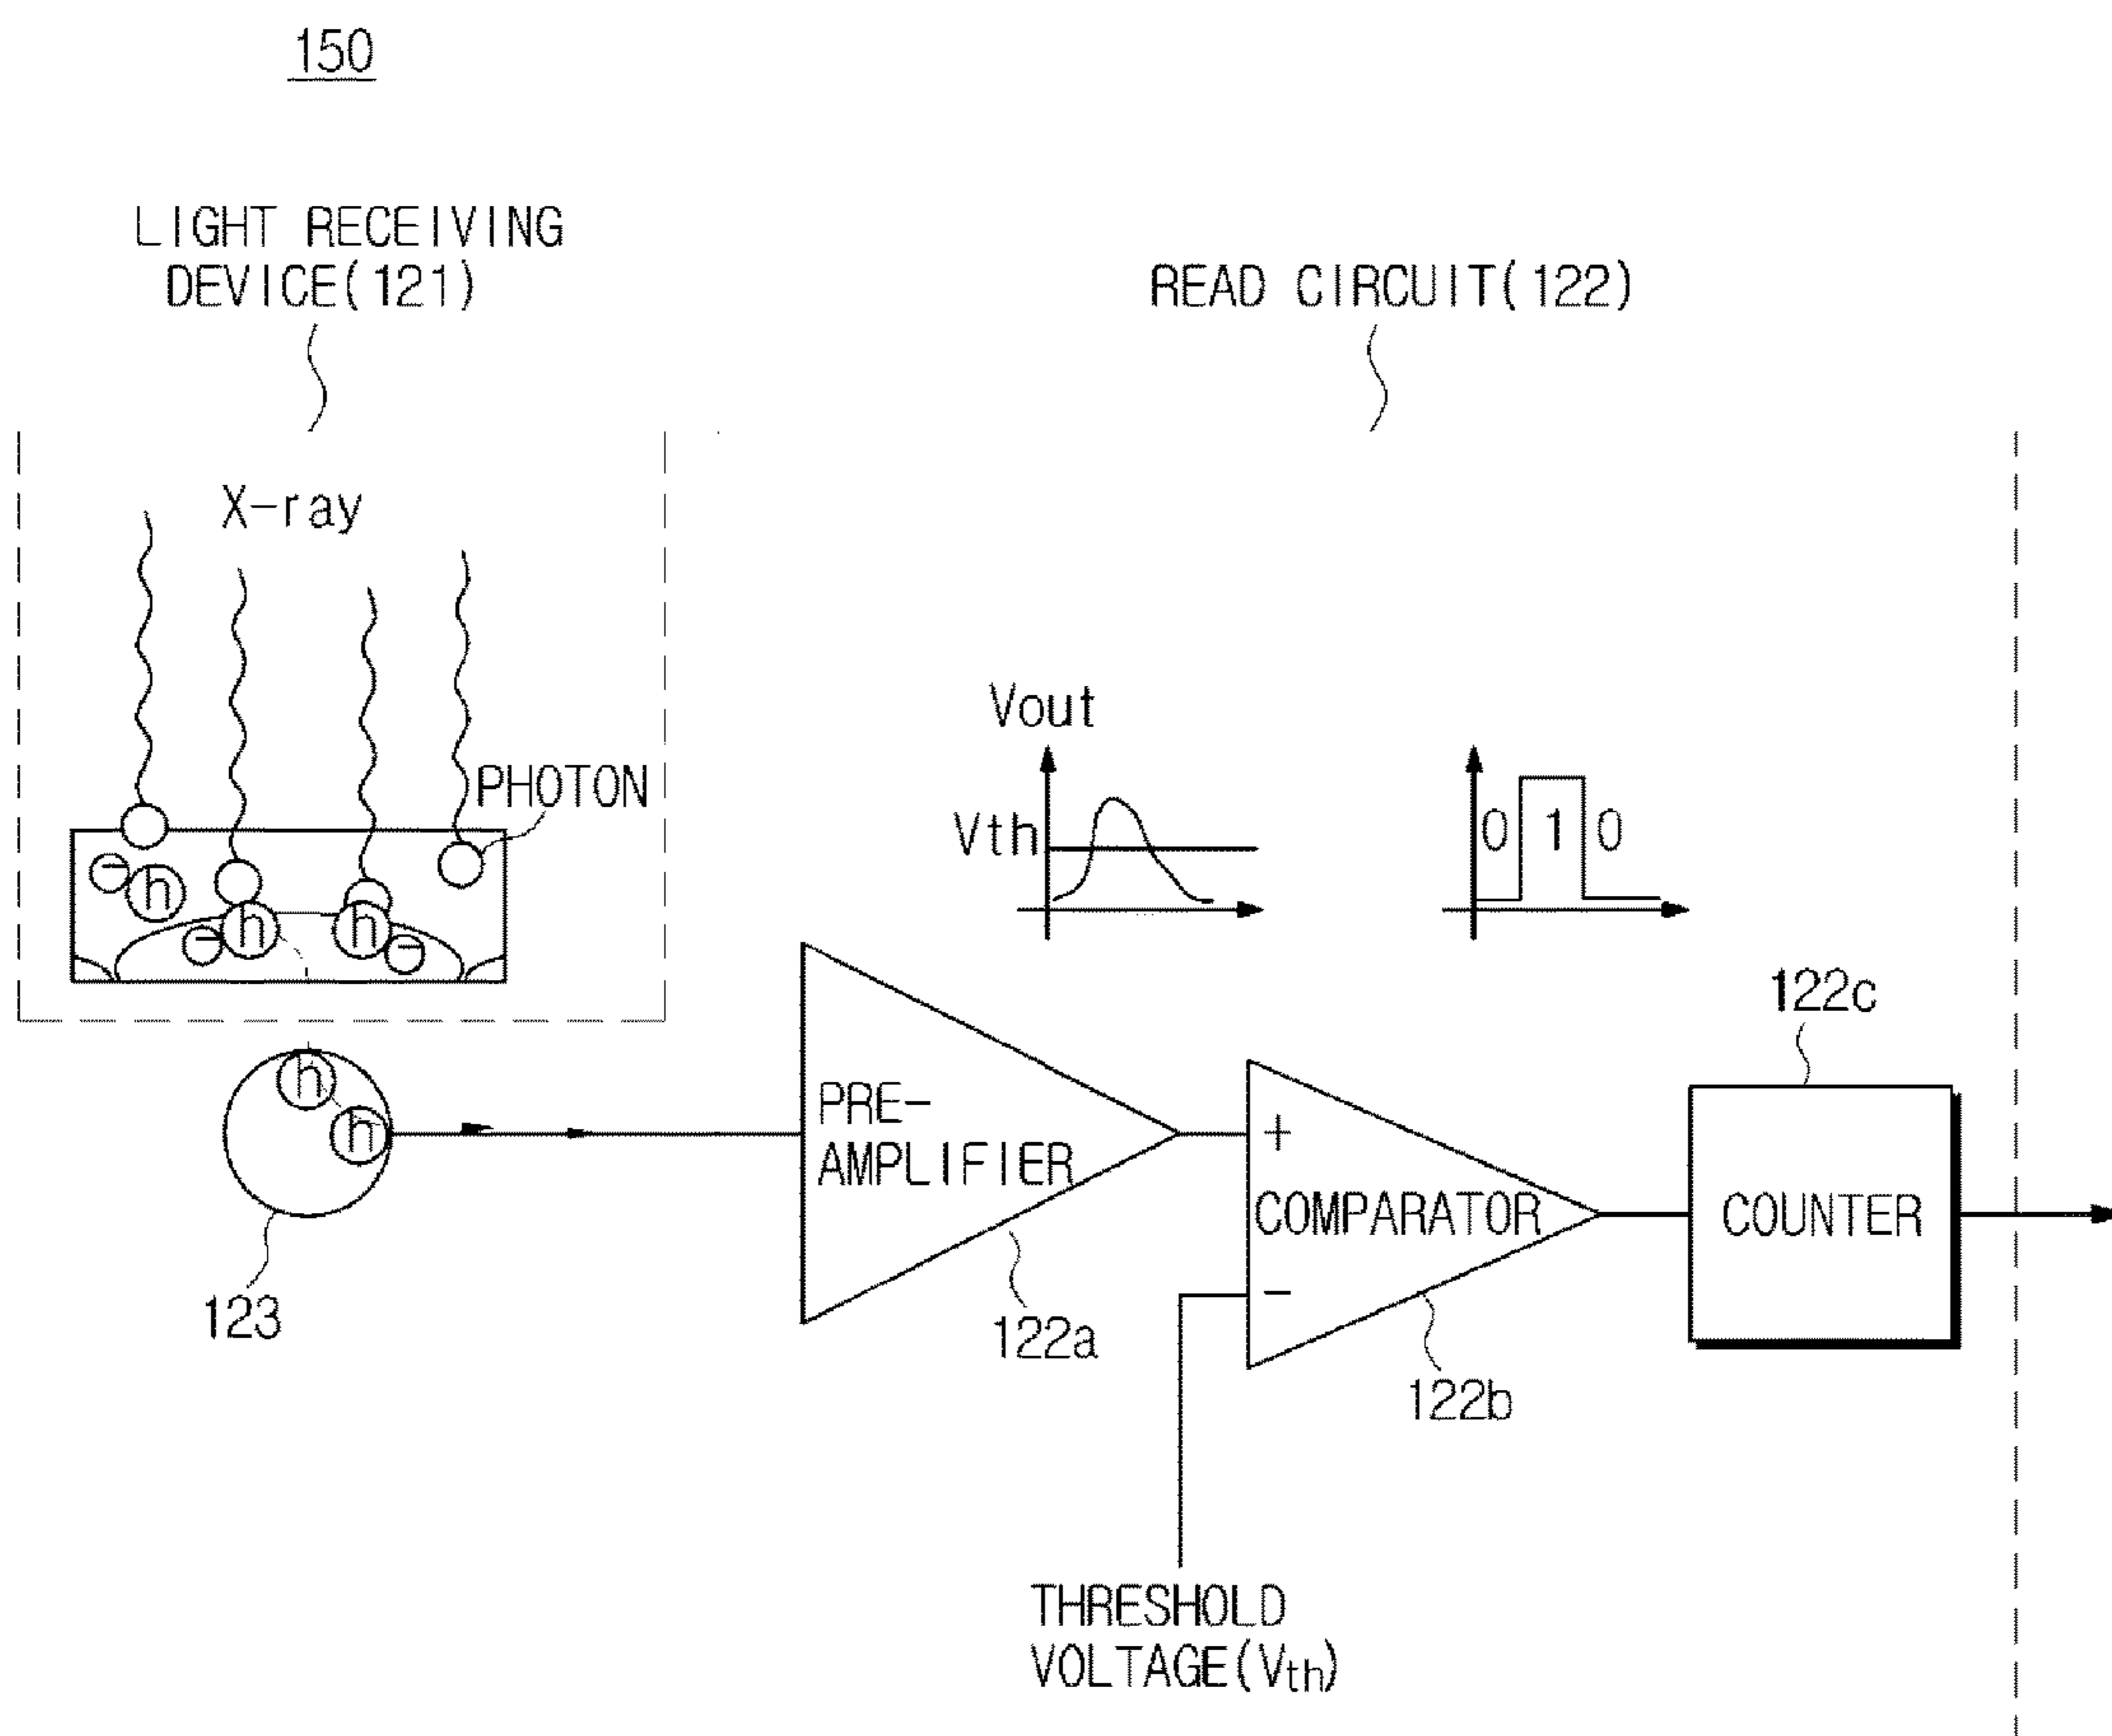 150
LIGHT RECEIVING
DEVICE(121)
READ CIRCUIT(122)
X-ray
PHOTON
Vout
Vth
0 1 0
- h
- h
h -
h
h
123
PRE-
AMPLIFIER
122a
+
COMPARATOR
-
122b
122c
COUNTER
THRESHOLD
VOLTAGE(Vth)